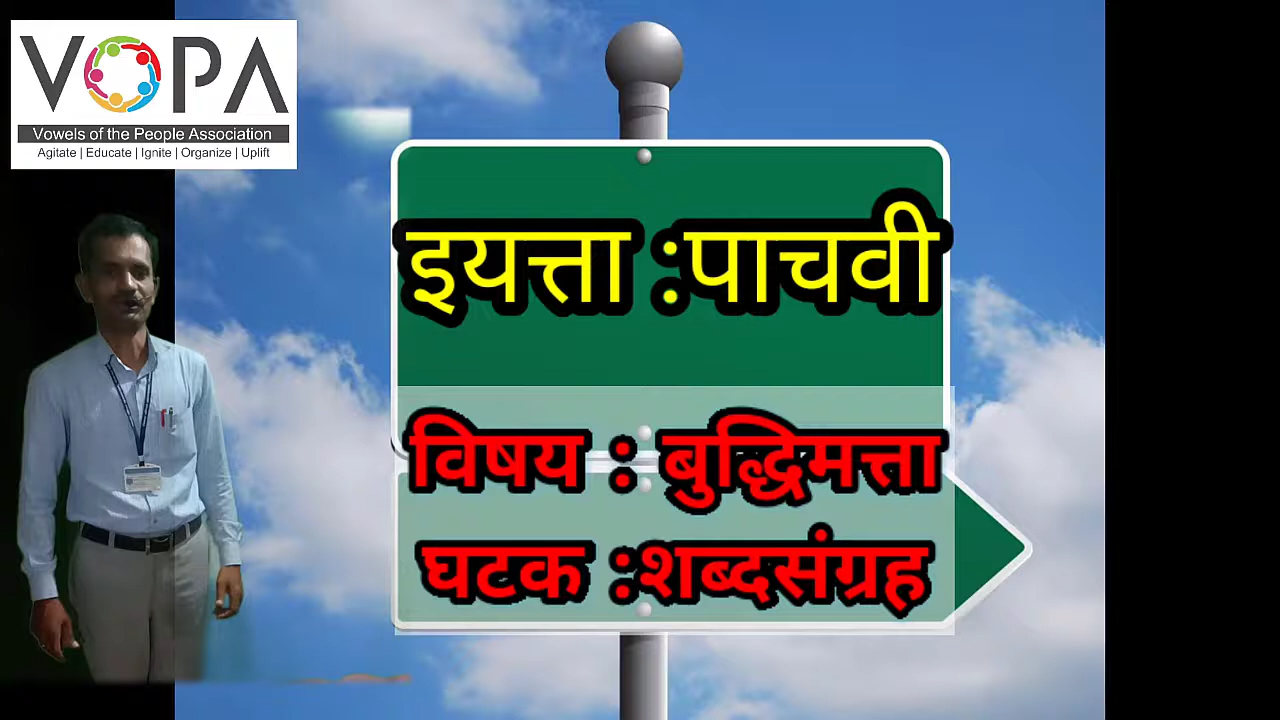 VOPA
Vowels of the People Association
Agitate | Educate | Ignite | Organize | Uplift
इयत्ता :पाचवी
विषय : बुद्धिमत्ता
घटक :शब्दसंग्रह